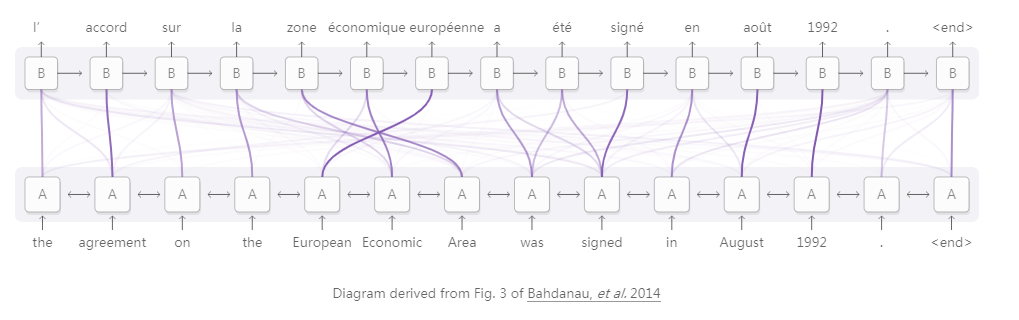 l’ accord sur la zone économique européenne a été signé en août 1992 . <end>
B B B B B B B B B B B B B B B
A A A A A A A A A A A A A A
the agreement on the European Economic Area was signed in August 1992 . <end>
Diagram derived from Fig. 3 of Bahdanau, et al. 2014